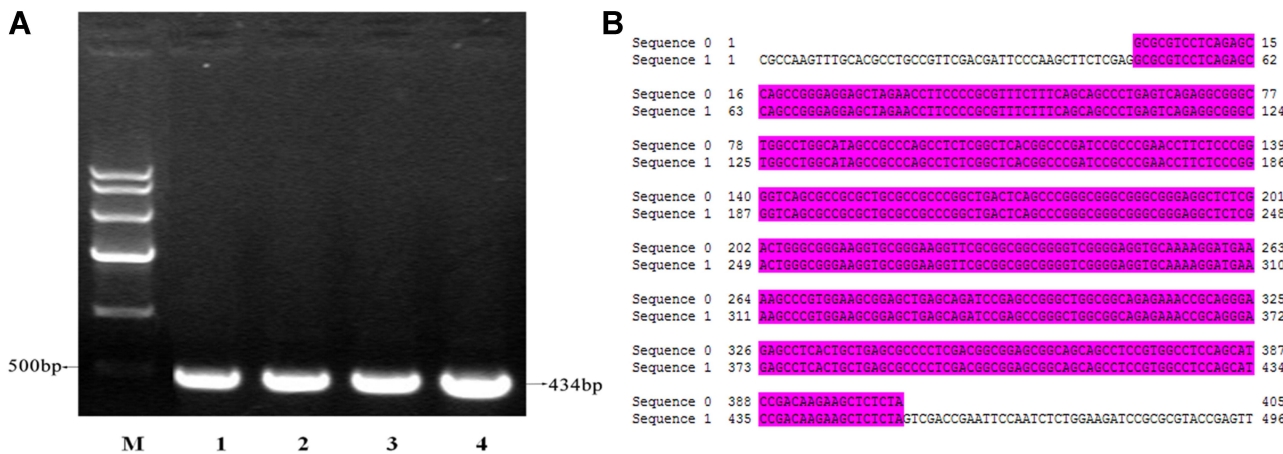 A
500bp
434bp
M 1 2 3 4
B
Sequence 0 1 GCGCGTCCTCAGAGC 15
Sequence 1 1 CGCCAAGTTTGCACGCCTGCCGTTCGACGATTCCCAAGCTTCTCGAGGCGCGTCCTCAGAGC 62
Sequence 0 16 CAGCCGGGAGGAGCTAGAACCTTCCCCGCGTTTCTTTCAGCAGCCCTGAGTCAGAGGCGGGC 77
Sequence 1 63 CAGCCGGGAGGAGCTAGAACCTTCCCCGCGTTTCTTTCAGCAGCCCTGAGTCAGAGGCGGGC 124
Sequence 0 78 TGGCCTGGCATAGCCGCCCAGCCTCTCGGCTCACGGCCCGATCCGCCCGAACCTTCTCCCGG 139
Sequence 1 125 TGGCCTGGCATAGCCGCCCAGCCTCTCGGCTCACGGCCCGATCCGCCCGAACCTTCTCCCGG 186
Sequence 0 140 GGTCAGCGCCGCGCTGCGCCGCCCGGCTGACTCAGCCCGGGCGGGCGGGCGGGAGGCTCTCG 201
Sequence 1 187 GGTCAGCGCCGCGCTGCGCCGCCCGGCTGACTCAGCCCGGGCGGGCGGGCGGGAGGCTCTCG 248
Sequence 0 202 ACTGGGCGGGAAGGTGCGGGAAGGTTCGCGGCGGCGGGGTCGGGGAGGTGCAAAAGGATGAA 263
Sequence 1 249 ACTGGGCGGGAAGGTGCGGGAAGGTTCGCGGCGGCGGGGTCGGGGAGGTGCAAAAGGATGAA 310
Sequence 0 264 AAGCCCGTGGAAGCGGAGCTGAGCAGATCCGAGCCGGGCTGGCGGCAGAGAAACCGCAGGGA 325
Sequence 1 311 AAGCCCGTGGAAGCGGAGCTGAGCAGATCCGAGCCGGGCTGGCGGCAGAGAAACCGCAGGGA 372
Sequence 0 326 GAGCCTCACTGCTGAGCGCCCCTCGACGGCGGAGCGGCAGCAGCCTCCGTGGCCTCCAGCAT 387
Sequence 1 373 GAGCCTCACTGCTGAGCGCCCCTCGACGGCGGAGCGGCAGCAGCCTCCGTGGCCTCCAGCAT 434
Sequence 0 388 CCGACAAGAAGCTCTCTA 405
Sequence 1 435 CCGACAAGAAGCTCTCTAGTCGACCGAATTCCAATCTCTGGAAGATCCGCGCGTACCGAGTT 496